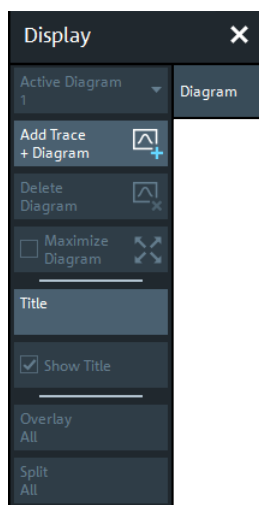 Display
Active Diagram
1
Diagram
Add Trace
+ Diagram
Delete
Diagram
Maximize
Diagram
Title
Show Title
Overlay
All
Split
All